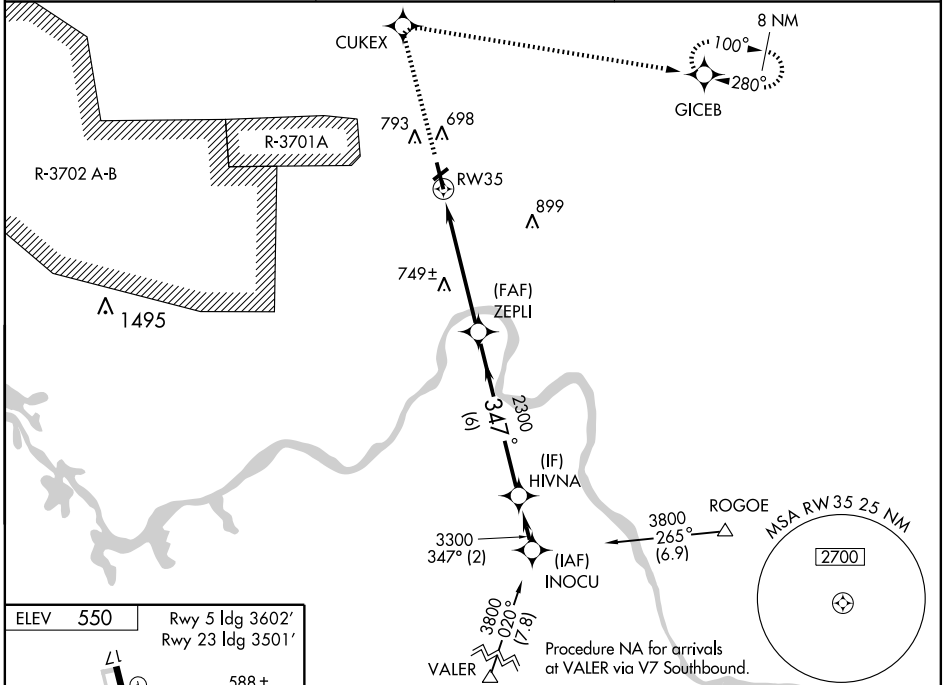 8 NM
CUKEX
100°
280°
GICEB
793
698
R-3701A
R-3702 A-B
RW35
899
749±
(FAF)
ZEPLI
1495
2300
347°
(6)
(IF)
HIVNA
ROGOE
3800
265°
(6.9)
MSA RW 35 25 NM
2700
3300
347° (2)
(IAF)
INOCU
3800
020°
(7.8)
VALER
Procedure NA for arrivals
at VALER via V7 Southbound.
ELEV 550
Rwy 5 ldg 3602'
Rwy 23 ldg 3501'
17
588±